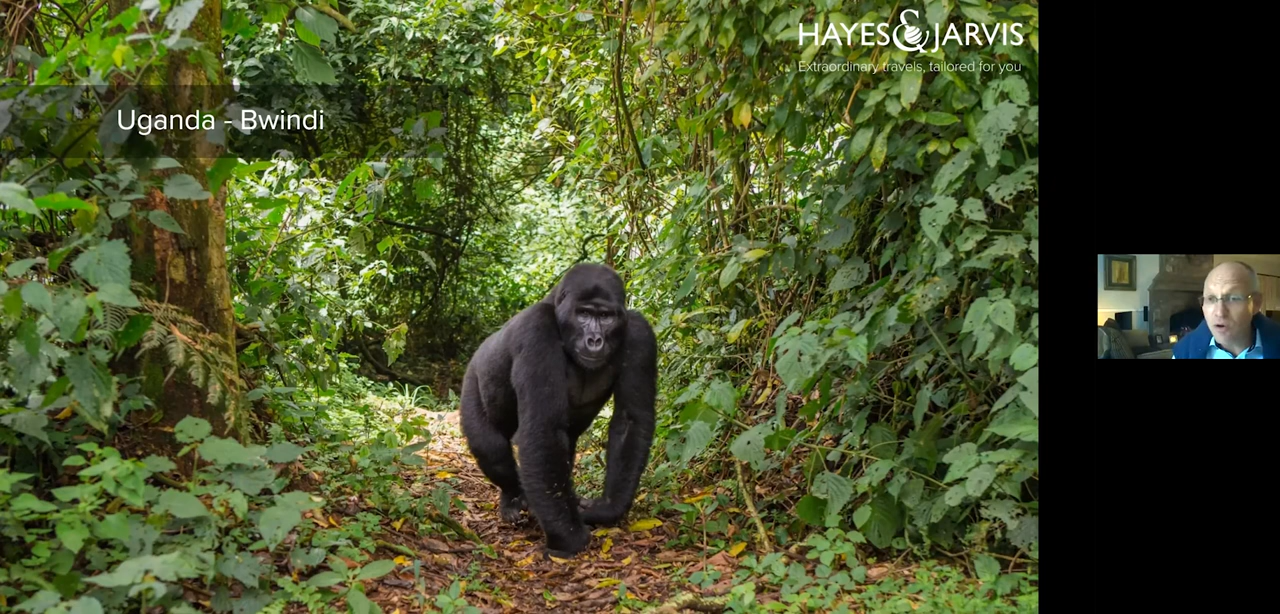 HAYES & JARVIS
Extraordinary travels, tailored for you
Uganda - Bwindi